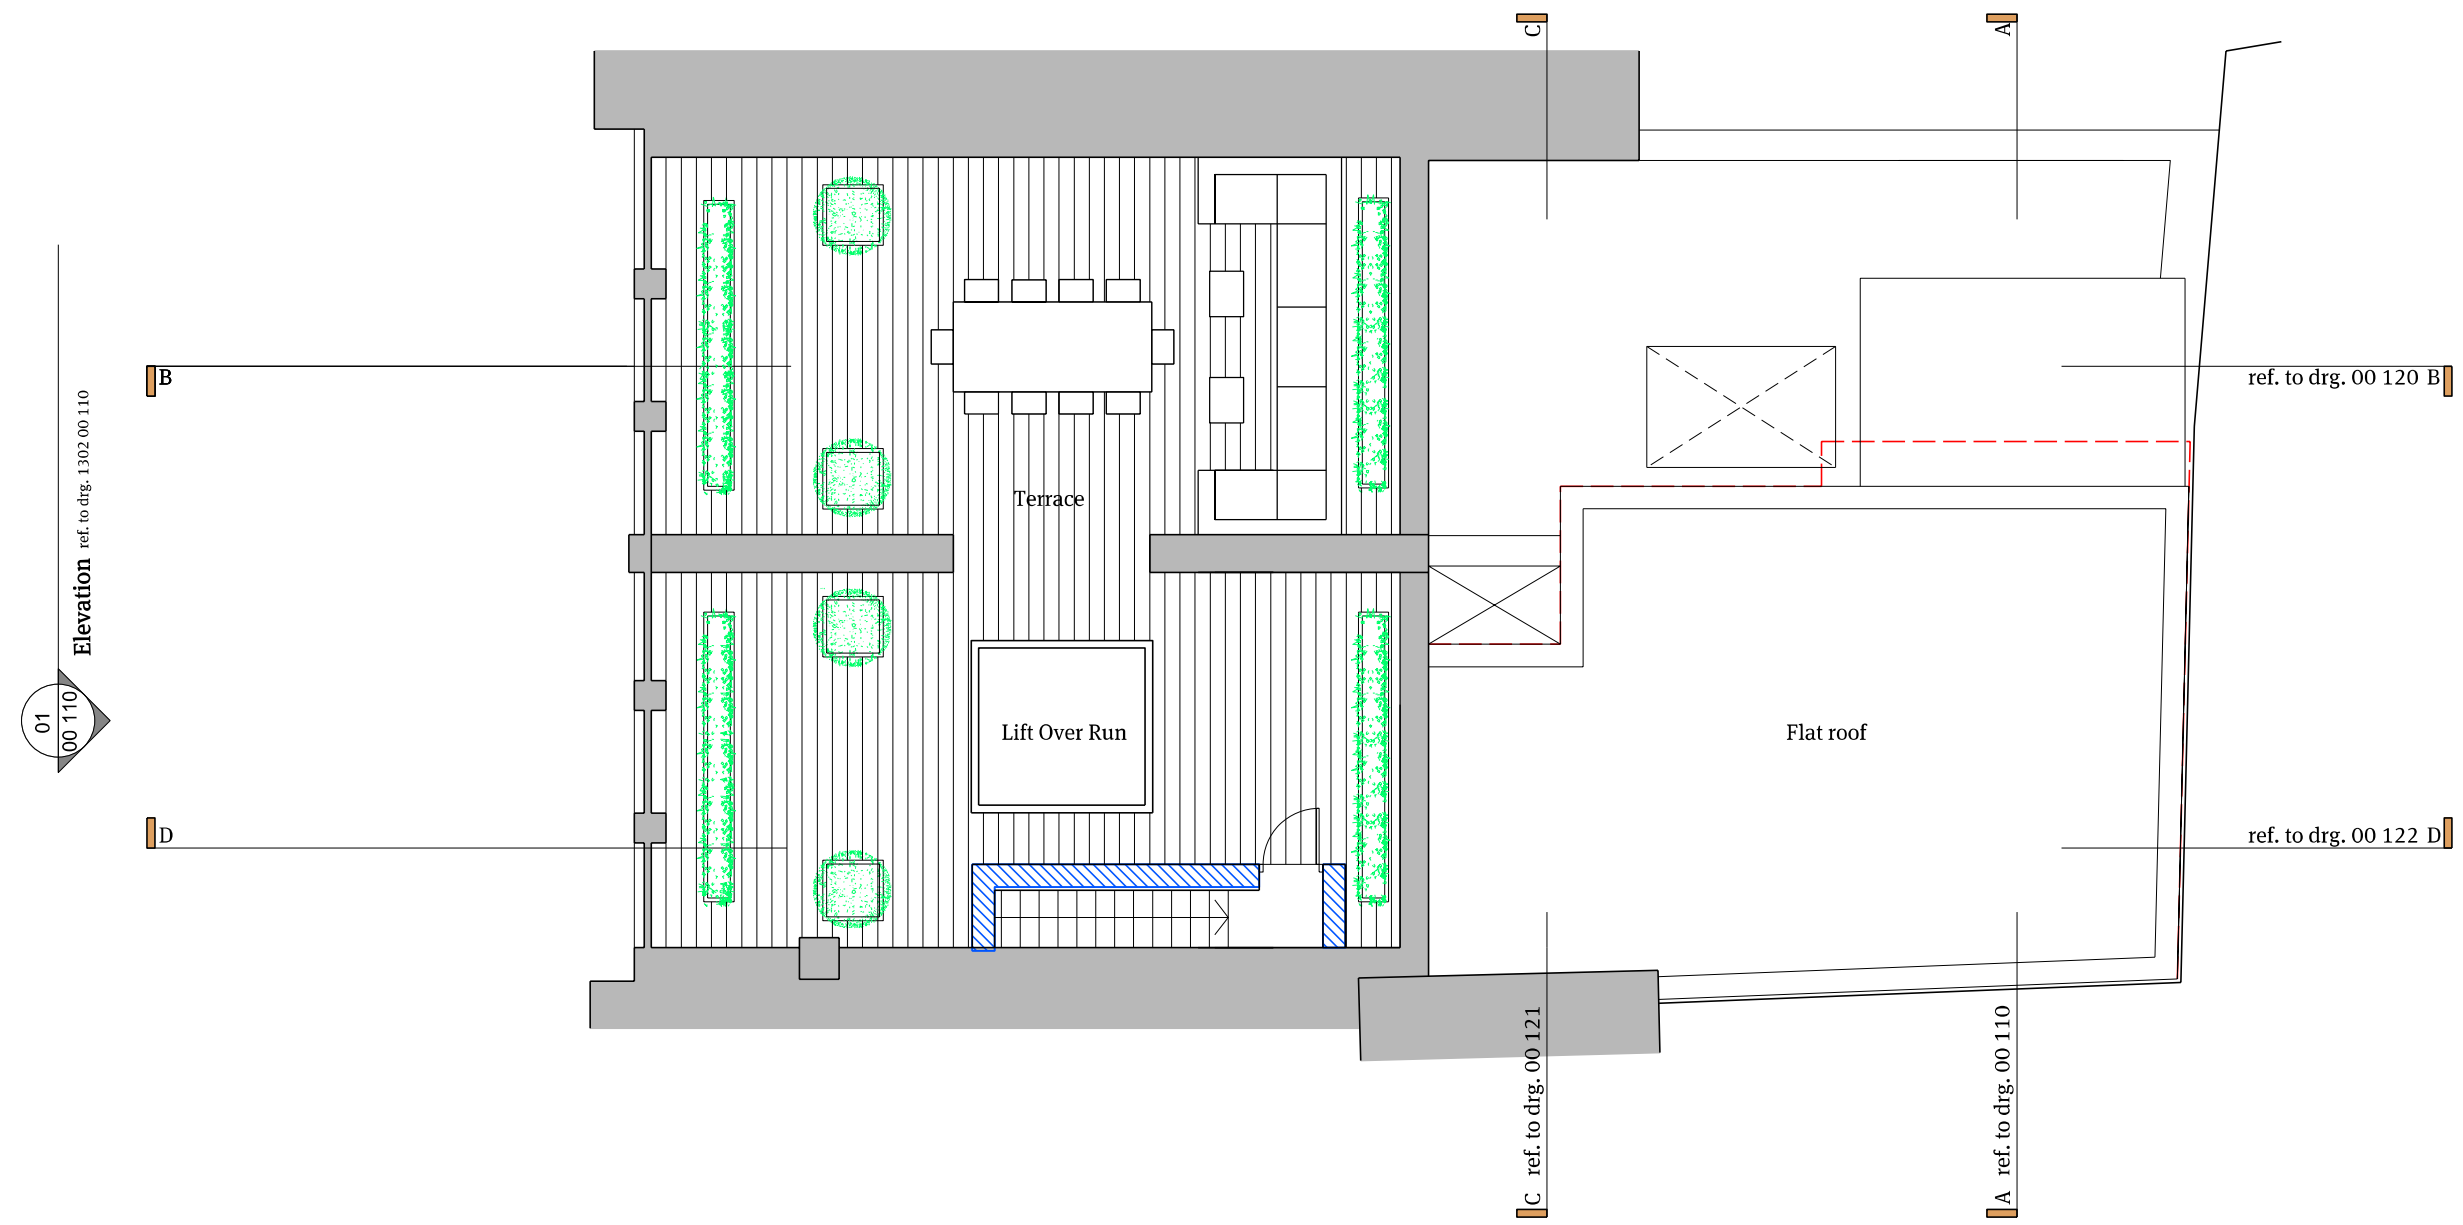 C
A
B
ref. to drg. 00 120 B
Elevation ref. to drg. 1302 00 110
Terrace
01
00 110
Lift Over Run
Flat roof
D
ref. to drg. 00 122 D
C ref. to drg. 00 121
A ref. to drg. 00 110